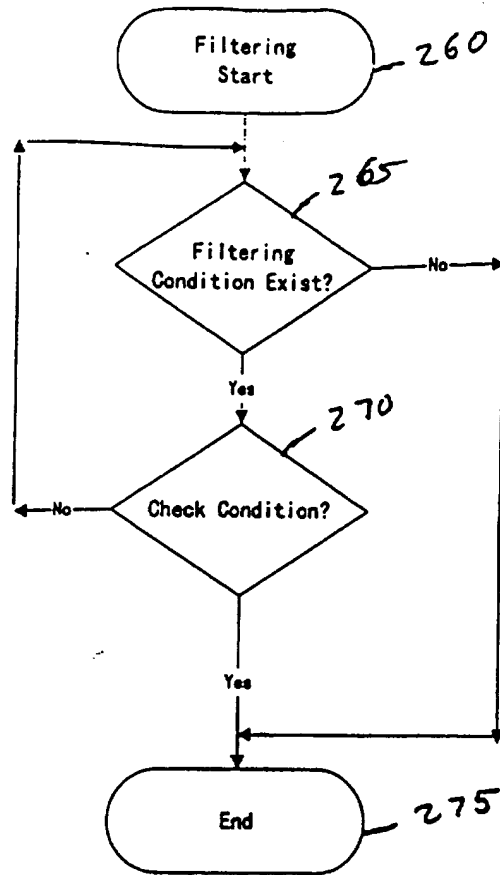 Filtering
Start
260
265
Filtering
Condition Exist?
No
Yes
270
Check Condition?
No
Yes
End
275